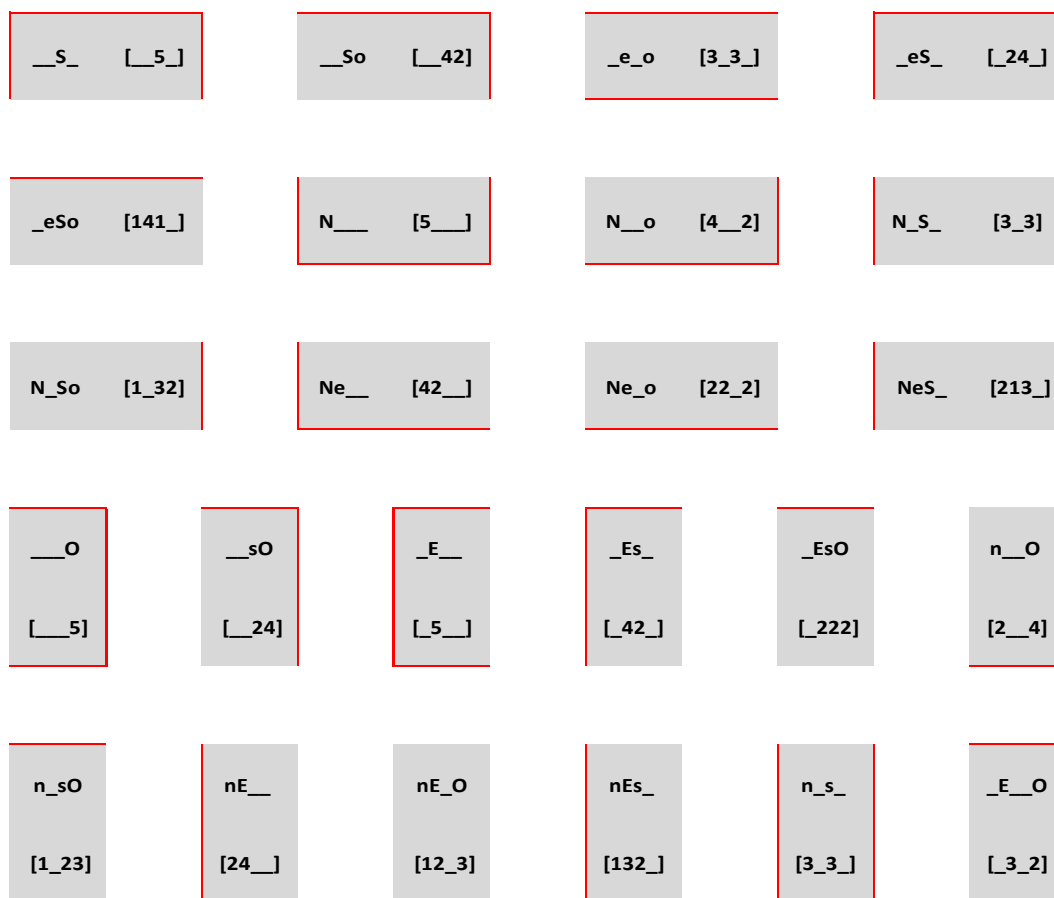 __S_ [__5_] __So [__42] _e_o [3_3_] _eS_ [_24_]
_eSo [141_] N___ [5___] N__o [4__2] N_S_ [3_3]
N_So [1_32] Ne__ [42__] Ne_o [22_2] NeS_ [213_]
___O __sO _E__ _Es_ _EsO n__O
[___5] [__24] [_5__] [_42_] [_222] [2__4]
n_sO nE__ nE_O nEs_ n_s_ _E__O
[1_23] [24__] [12_3] [132_] [3_3_] [_3_2]